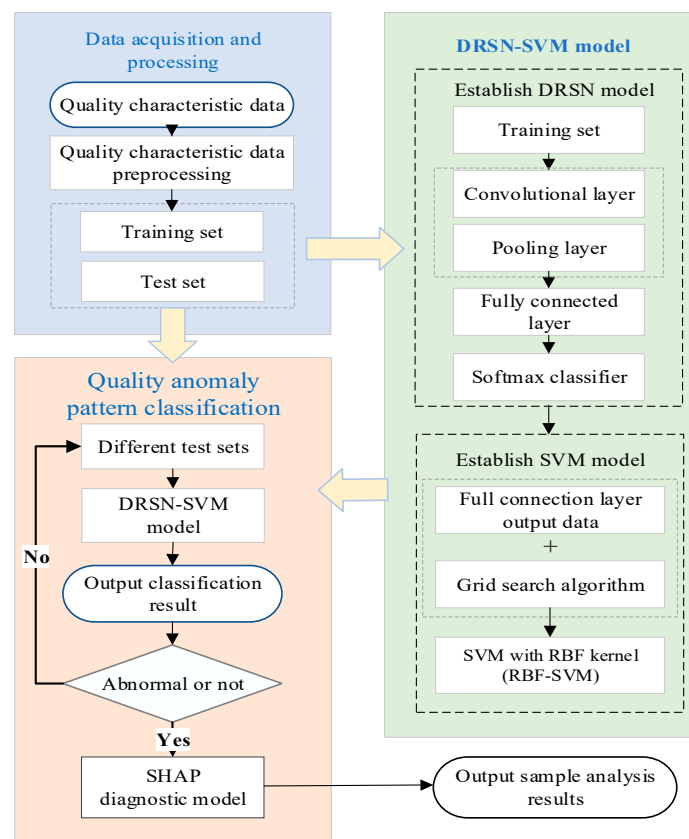 Data acquisition and
processing
Quality characteristic data
Quality characteristic data
preprocessing
Training set
Test set
DRSN-SVM model
Establish DRSN model
Training set
Convolutional layer
Pooling layer
Fully connected
layer
Softmax classifier
Establish SVM model
Full connection layer
output data
+
Grid search algorithm
SVM with RBF kernel
(RBF-SVM)
Quality anomaly
pattern classification
Different test sets
DRSN-SVM
model
No
Output classification
result
Abnormal or not
Yes
SHAP
diagnostic model
Output sample analysis
results